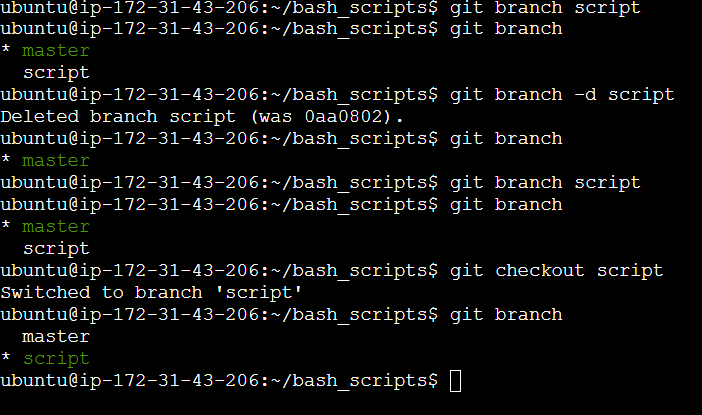 ubuntu@ip-172-31-43-206:~/bash_scripts$ git branch script
ubuntu@ip-172-31-43-206:~/bash_scripts$ git branch
* master
  script
ubuntu@ip-172-31-43-206:~/bash_scripts$ git branch -d script
Deleted branch script (was 0aa0802).
ubuntu@ip-172-31-43-206:~/bash_scripts$ git branch
* master
ubuntu@ip-172-31-43-206:~/bash_scripts$ git branch script
ubuntu@ip-172-31-43-206:~/bash_scripts$ git branch
* master
  script
ubuntu@ip-172-31-43-206:~/bash_scripts$ git checkout script
Switched to branch 'script'
ubuntu@ip-172-31-43-206:~/bash_scripts$ git branch
  master
* script
ubuntu@ip-172-31-43-206:~/bash_scripts$